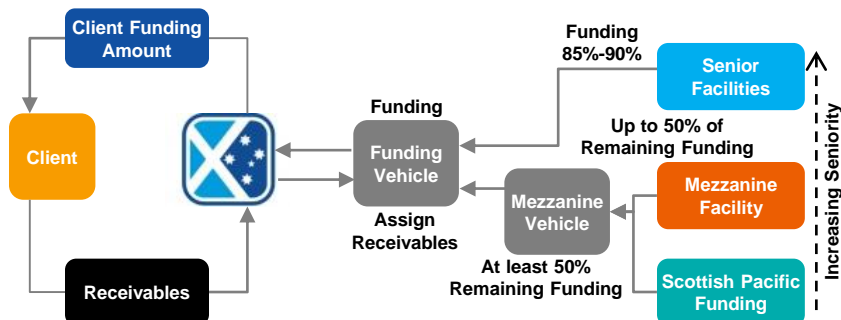 Client Funding
Amount
Funding
85%-90%
Senior
Facilities
Funding
Client
Funding
Vehicle
Up to 50% of
Remaining Funding
Mezzanine
Facility
Mezzanine
Vehicle
Assign
Receivables
At least 50%
Remaining Funding
Receivables
Scottish Pacific
Funding
Increasing Seniority